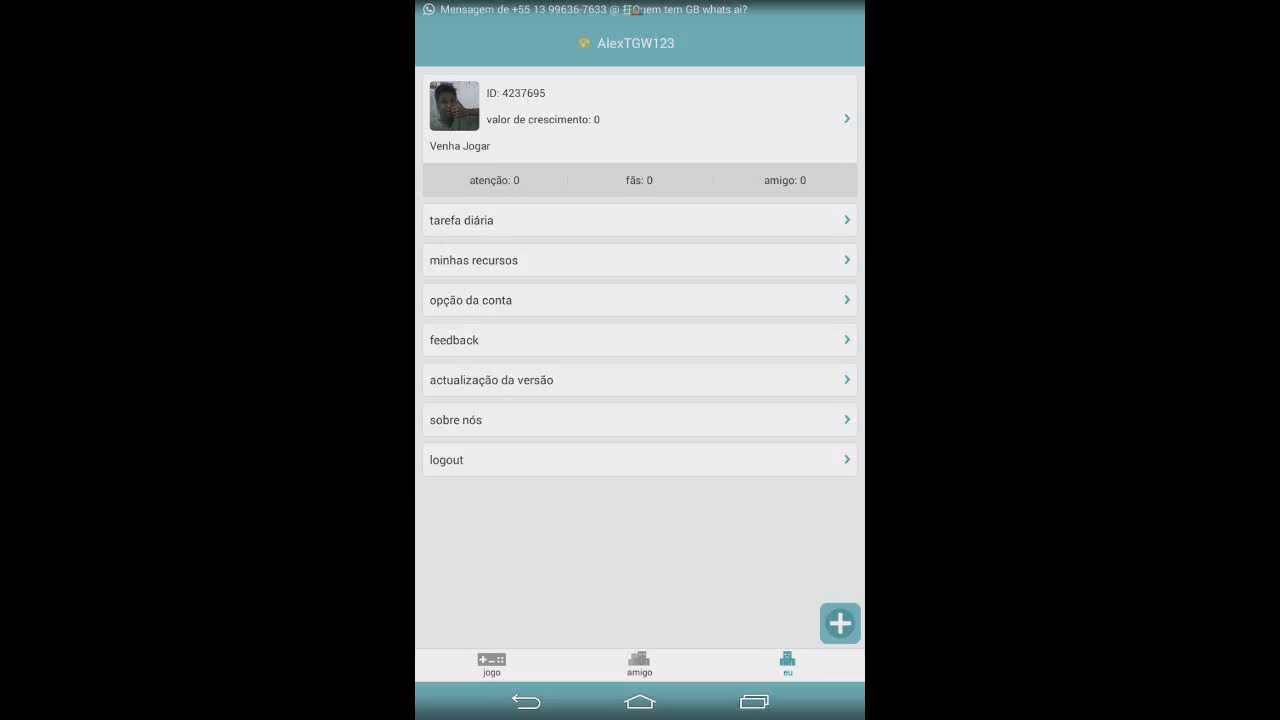 Mensagem de +55 13 99636-7633 @ Quem tem GB whats ai?
AlexTGW123
ID: 4237695
valor de crescimento: 0
Venha Jogar
atenção: 0 fãs: 0 amigo: 0
tarefa diária
minhas recursos
opção da conta
feedback
actualização da versão
sobre nós
logout
jogo amigo eu